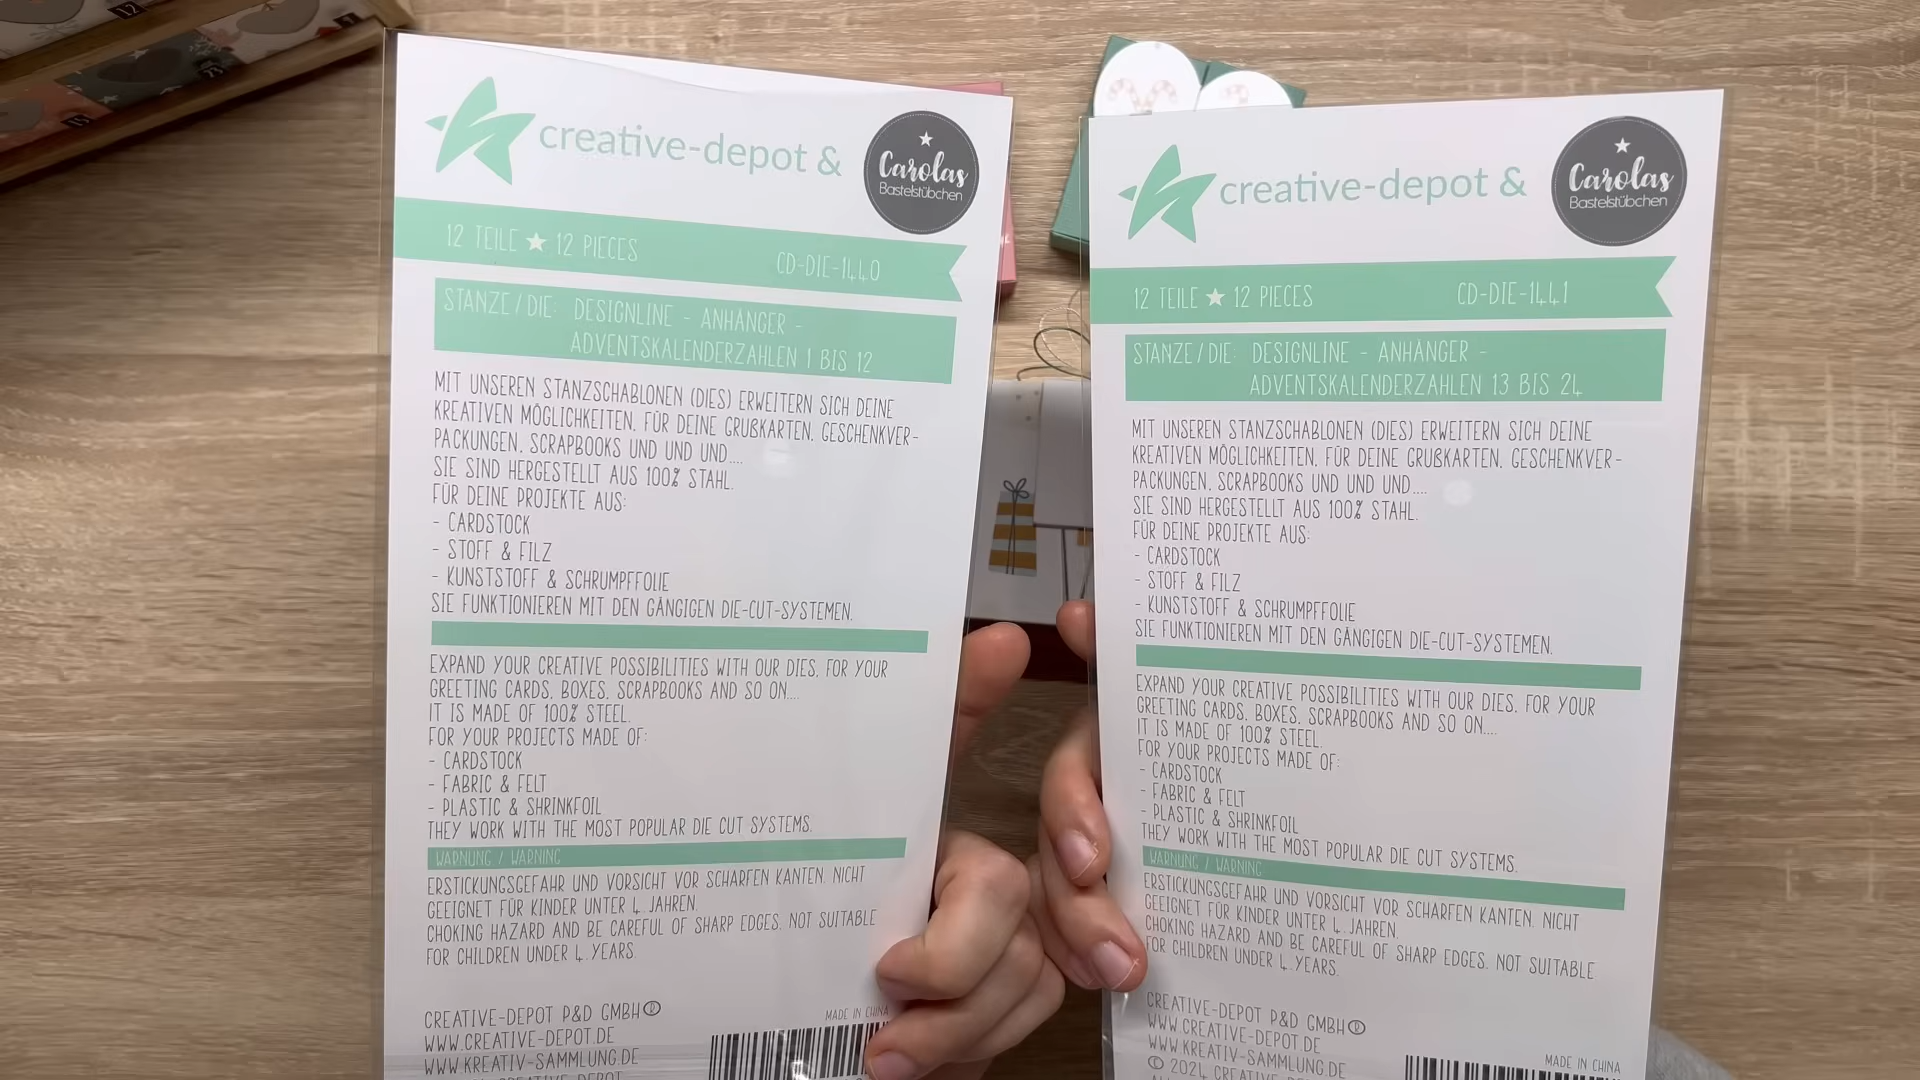 creative-depot &
Carolas
Bastelstübchen
12 TEILE ★ 12 PIECES
CD-DIE-1440
STANZE / DIE: DESIGNLINE - ANHÄNGER -
ADVENTSKALENDERZAHLEN 1 BIS 12
MIT UNSEREN STANZSCHABLONEN (DIES) ERWEITERN SICH DEINE
KREATIVEN MÖGLICHKEITEN, FÜR DEINE GRUßKARTEN, GESCHENKVER-
PACKUNGEN, SCRAPBOOKS UND UND UND....
SIE SIND HERGESTELLT AUS 100% STAHL.
FÜR DEINE PROJEKTE AUS:
- CARDSTOCK
- STOFF & FILZ
- KUNSTSTOFF & SCHRUMPFFOLIE
SIE FUNKTIONIEREN MIT DEN GÄNGIGEN DIE-CUT-SYSTEMEN.
EXPAND YOUR CREATIVE POSSIBILITIES WITH OUR DIES, FOR YOUR
GREETING CARDS, BOXES, SCRAPBOOKS AND SO ON....
IT IS MADE OF 100% STEEL.
FOR YOUR PROJECTS MADE OF:
- CARDSTOCK
- FABRIC & FELT
- PLASTIC & SHRINKFOIL
THEY WORK WITH THE MOST POPULAR DIE CUT SYSTEMS.
WARNUNG / WARNING
ERSTICKUNGSGEFAHR UND VORSICHT VOR SCHARFEN KANTEN. NICHT
GEEIGNET FÜR KINDER UNTER 4 JAHREN.
CHOKING HAZARD AND BE CAREFUL OF SHARP EDGES. NOT SUITABLE
FOR CHILDREN UNDER 4 YEARS.
CREATIVE-DEPOT P&D GMBH®
WWW.CREATIVE-DEPOT.DE
WWW.KREATIV-SAMMLUNG.DE
CREATIVE-DEPOT
MADE IN CHINA
creative-depot &
Carolas
Bastelstübchen
12 TEILE ★ 12 PIECES
CD-DIE-1441
STANZE / DIE: DESIGNLINE - ANHÄNGER -
ADVENTSKALENDERZAHLEN 13 BIS 24
MIT UNSEREN STANZSCHABLONEN (DIES) ERWEITERN SICH DEINE
KREATIVEN MÖGLICHKEITEN, FÜR DEINE GRUßKARTEN, GESCHENKVER-
PACKUNGEN, SCRAPBOOKS UND UND UND....
SIE SIND HERGESTELLT AUS 100% STAHL.
FÜR DEINE PROJEKTE AUS:
- CARDSTOCK
- STOFF & FILZ
- KUNSTSTOFF & SCHRUMPFFOLIE
SIE FUNKTIONIEREN MIT DEN GÄNGIGEN DIE-CUT-SYSTEMEN.
EXPAND YOUR CREATIVE POSSIBILITIES WITH OUR DIES, FOR YOUR
GREETING CARDS, BOXES, SCRAPBOOKS AND SO ON....
IT IS MADE OF 100% STEEL.
FOR YOUR PROJECTS MADE OF:
- CARDSTOCK
- FABRIC & FELT
- PLASTIC & SHRINKFOIL
THEY WORK WITH THE MOST POPULAR DIE CUT SYSTEMS.
WARNUNG / WARNING
ERSTICKUNGSGEFAHR UND VORSICHT VOR SCHARFEN KANTEN. NICHT
GEEIGNET FÜR KINDER UNTER 4 JAHREN.
CHOKING HAZARD AND BE CAREFUL OF SHARP EDGES. NOT SUITABLE
FOR CHILDREN UNDER 4 YEARS.
CREATIVE-DEPOT P&D GMBH®
WWW.CREATIVE-DEPOT.DE
WWW.KREATIV-SAMMLUNG.DE
© 2024 CREATIVE-DEPOT
MADE IN CHINA
12
23
15